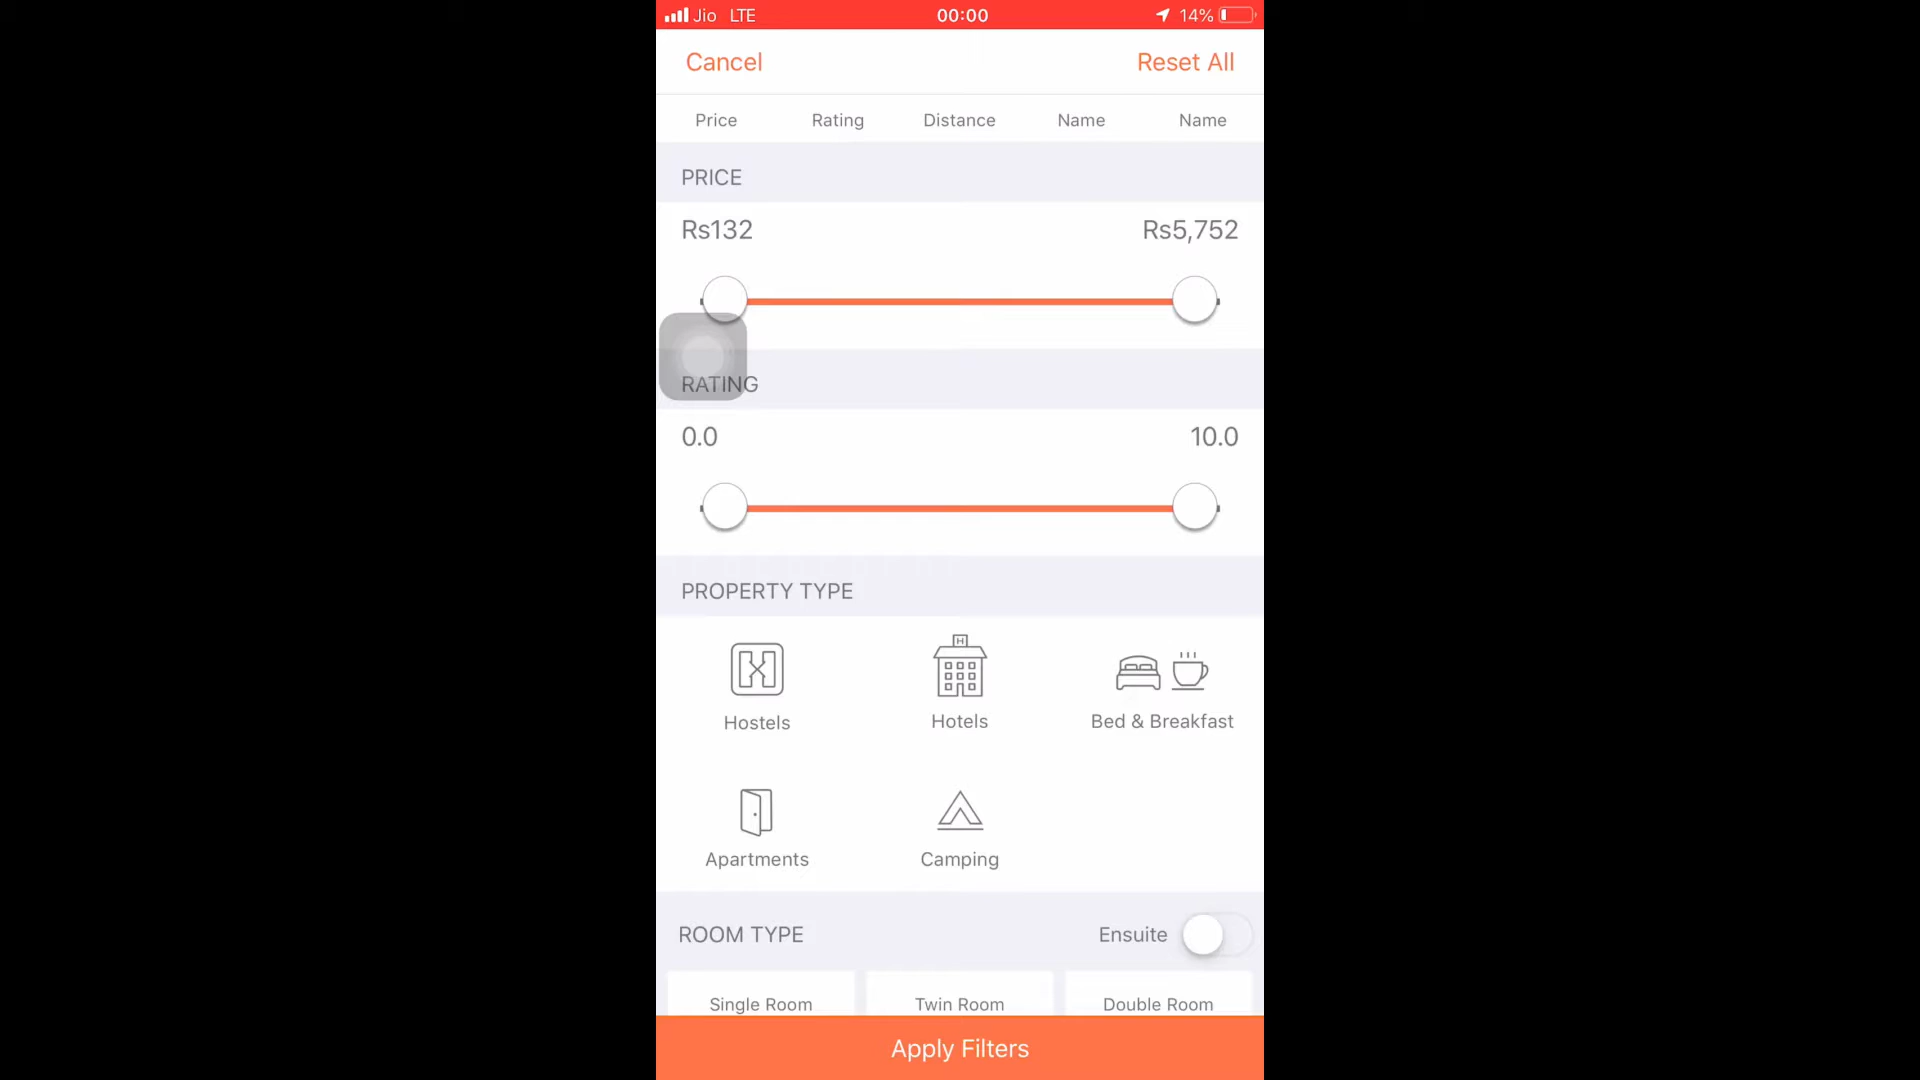 Jio LTE 00:00 14%
Cancel Reset All
Price Rating Distance Name Name
PRICE
Rs132 Rs5,752
RATING
0.0 10.0
PROPERTY TYPE
H
Hostels Hotels Bed & Breakfast
Apartments Camping
ROOM TYPE Ensuite
Single Room Twin Room Double Room
Apply Filters